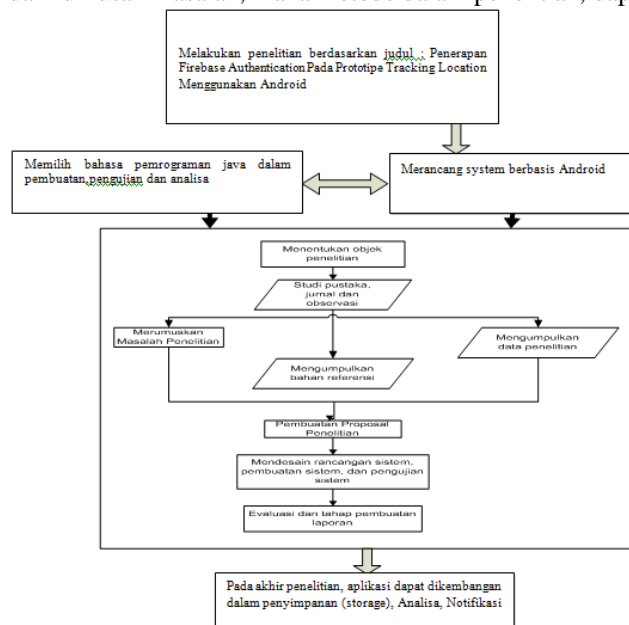 Melakukan penelitian berdasarkan judul ; Penerapan
Firebase Authentication Pada Prototipe Tracking Location
Menggunakan Android
Memilih bahasa pemrograman java dalam
pembuatan,pengujian dan analisa
Merancang system berbasis Android
Menentukan objek
penelitian
Studi pustaka,
jurnal dan
observasi
Merumuskan
Masalah Penelitian
Mengumpulkan
data penelitian
Mengumpulkan
bahan referensi
Pembuatan Proposal
Penelitian
Mendesain rancangan sistem,
pembuatan sistem, dan pengujian
sistem
Evaluasi dan tahap pembuatan
laporan
Pada akhir penelitian, aplikasi dapat dikembangan
dalam penyimpanan (storage), Analisa, Notifikasi